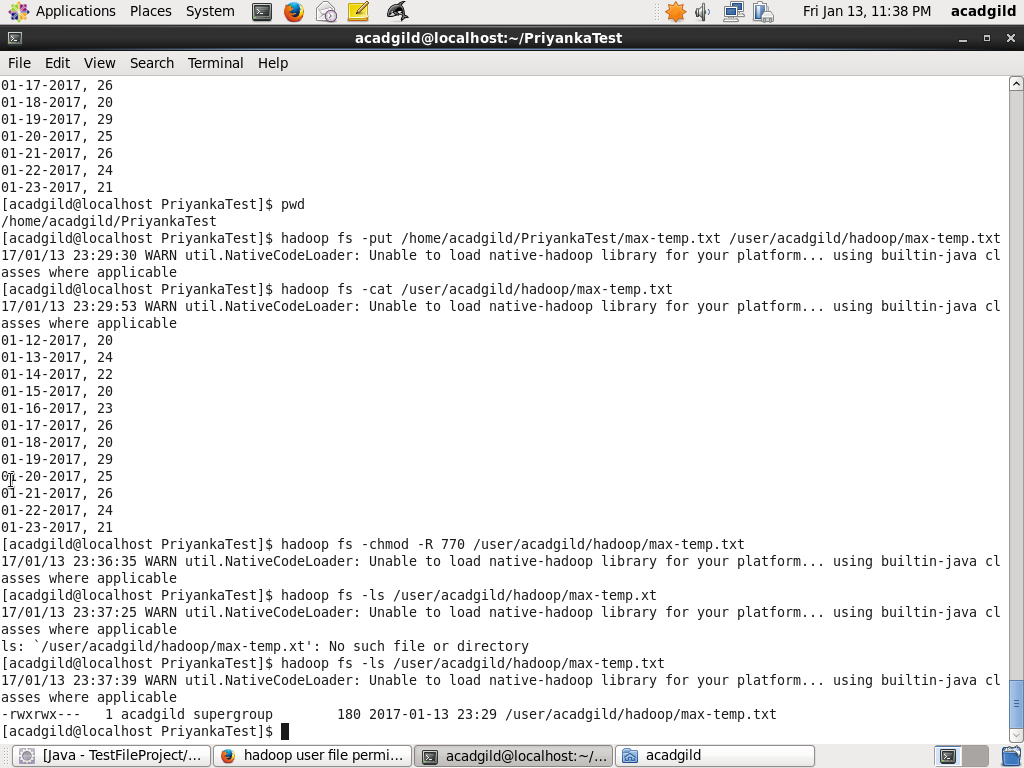 Applications Places System Fri Jan 13, 11:38 PM acadgild
acadgild@localhost:~/PriyankaTest
File Edit View Search Terminal Help
01-17-2017, 26
01-18-2017, 20
01-19-2017, 29
01-20-2017, 25
01-21-2017, 26
01-22-2017, 24
01-23-2017, 21
[acadgild@localhost PriyankaTest]$ pwd
/home/acadgild/PriyankaTest
[acadgild@localhost PriyankaTest]$ hadoop fs -put /home/acadgild/PriyankaTest/max-temp.txt /user/acadgild/hadoop/max-temp.txt
17/01/13 23:29:30 WARN util.NativeCodeLoader: Unable to load native-hadoop library for your platform... using builtin-java cl
asses where applicable
[acadgild@localhost PriyankaTest]$ hadoop fs -cat /user/acadgild/hadoop/max-temp.txt
17/01/13 23:29:53 WARN util.NativeCodeLoader: Unable to load native-hadoop library for your platform... using builtin-java cl
asses where applicable
01-12-2017, 20
01-13-2017, 24
01-14-2017, 22
01-15-2017, 20
01-16-2017, 23
01-17-2017, 26
01-18-2017, 20
01-19-2017, 29
01-20-2017, 25
01-21-2017, 26
01-22-2017, 24
01-23-2017, 21
[acadgild@localhost PriyankaTest]$ hadoop fs -chmod -R 770 /user/acadgild/hadoop/max-temp.txt
17/01/13 23:36:35 WARN util.NativeCodeLoader: Unable to load native-hadoop library for your platform... using builtin-java cl
asses where applicable
[acadgild@localhost PriyankaTest]$ hadoop fs -ls /user/acadgild/hadoop/max-temp.xt
17/01/13 23:37:25 WARN util.NativeCodeLoader: Unable to load native-hadoop library for your platform... using builtin-java cl
asses where applicable
ls: `/user/acadgild/hadoop/max-temp.xt': No such file or directory
[acadgild@localhost PriyankaTest]$ hadoop fs -ls /user/acadgild/hadoop/max-temp.txt
17/01/13 23:37:39 WARN util.NativeCodeLoader: Unable to load native-hadoop library for your platform... using builtin-java cl
asses where applicable
-rwxrwx--- 1 acadgild supergroup 180 2017-01-13 23:29 /user/acadgild/hadoop/max-temp.txt
[acadgild@localhost PriyankaTest]$
[Java - TestFileProject/... hadoop user file permi... acadgild@localhost:~/... acadgild